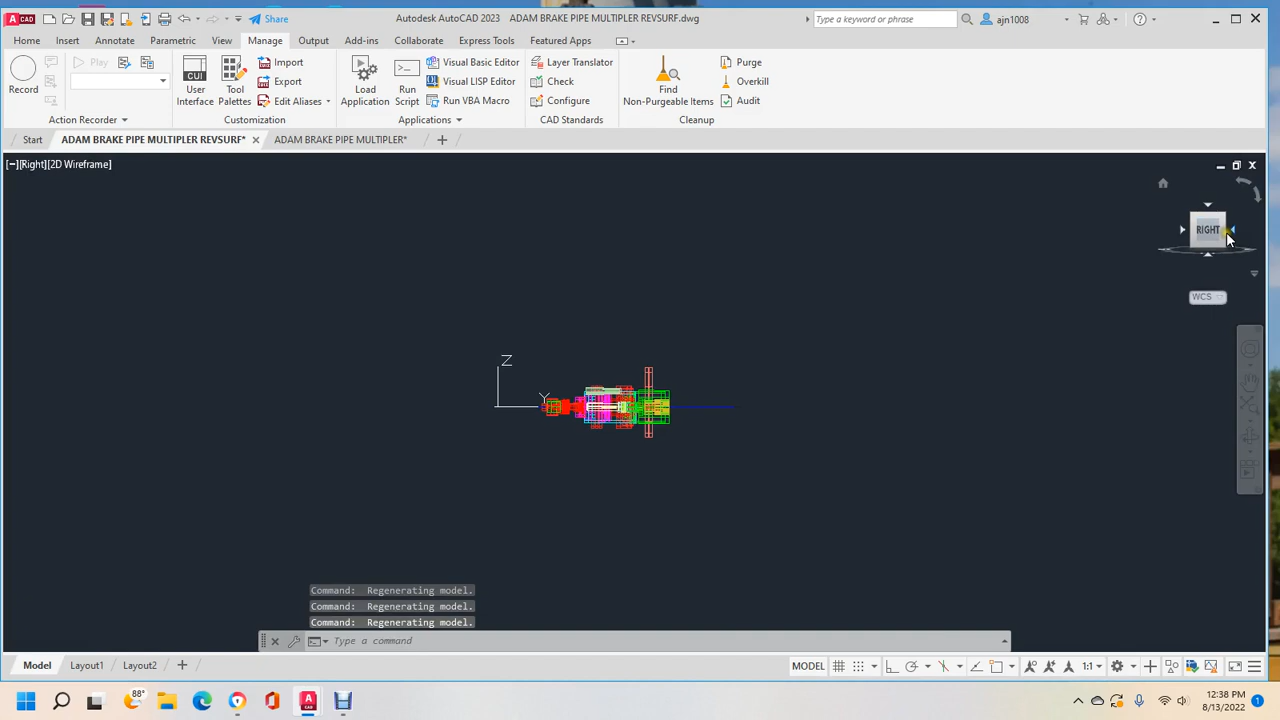 CAD
Share
Autodesk AutoCAD 2023 ADAM BRAKE PIPE MULTIPLER REVSURF.dwg
Type a keyword or phrase
ajn1008
Home Insert Annotate Parametric View Manage Output Add-ins Collaborate Express Tools Featured Apps
Record
Play
Action Recorder
CUI
User
Interface
Tool
Palettes
Import
Export
Edit Aliases
Customization
Load
Application
Run
Script
Visual Basic Editor
Visual LISP Editor
Run VBA Macro
Applications
Layer Translator
Check
Configure
CAD Standards
Find
Non-Purgeable Items
Purge
Overkill
Audit
Cleanup
Start ADAM BRAKE PIPE MULTIPLER REVSURF* ADAM BRAKE PIPE MULTIPLER*
[−][Right][2D Wireframe]
RIGHT
WCS
Z
Y
Command: Regenerating model.
Command: Regenerating model.
Command: Regenerating model.
Type a command
Model Layout1 Layout2
MODEL 1:1
88°
12:38 PM
8/13/2022
1